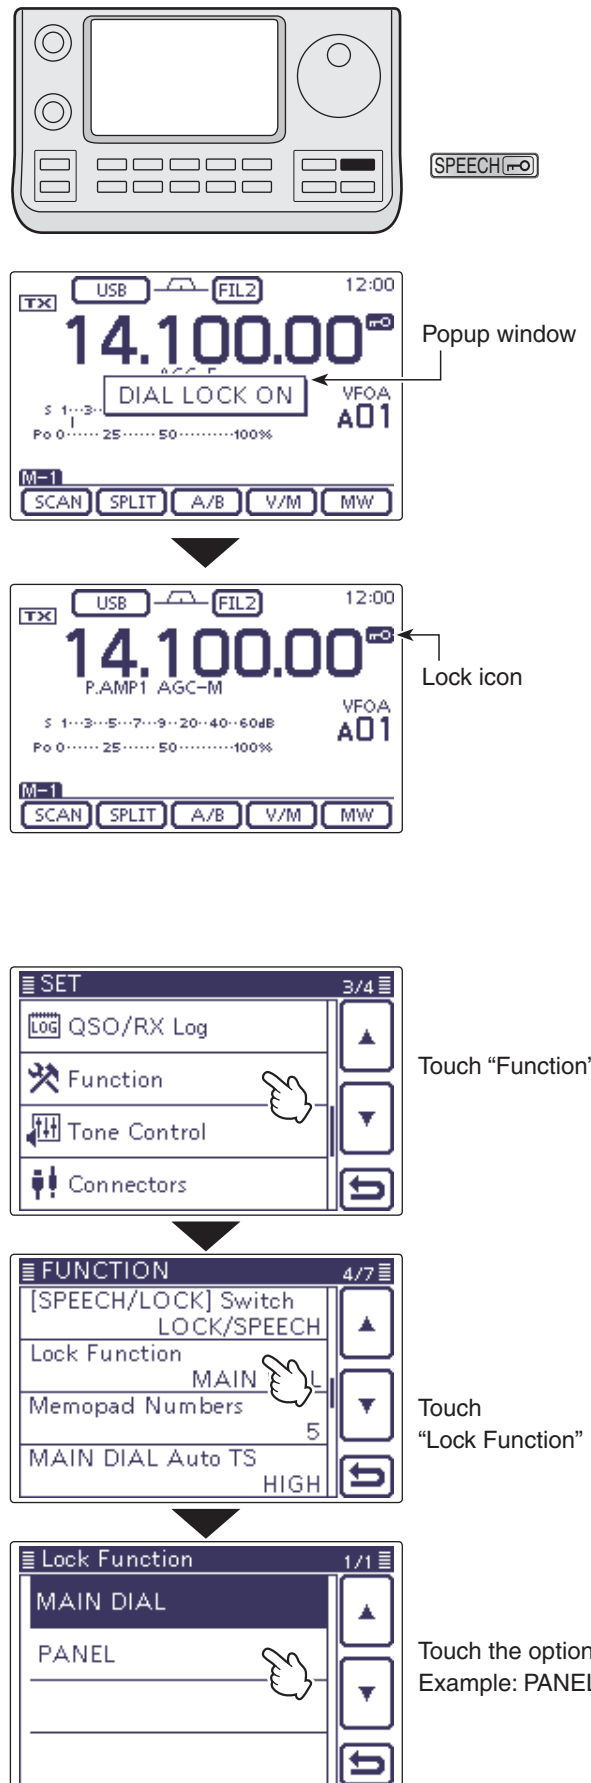 SPEECH
TX USB FIL2 12:00
14.100.00
DIAL LOCK ON
Popup window
S 1···3··
VFOA
A01
Po 0······ 25······ 50·········100%
M-1
SCAN SPLIT A/B V/M MW
TX USB FIL2 12:00
14.100.00
Lock icon
P.AMP1 AGC-M
VFOA
A01
S 1···3···5···7···9··20··40··60dB
Po 0······ 25······ 50·········100%
M-1
SCAN SPLIT A/B V/M MW
SET 3/4
LOG QSO/RX Log
Function
Touch “Function”
Tone Control
Connectors
FUNCTION 4/7
[SPEECH/LOCK] Switch
LOCK/SPEECH
Lock Function
MAIN
Memopad Numbers
5
Touch
“Lock Function”
MAIN DIAL Auto TS
HIGH
Lock Function 1/1
MAIN DIAL
PANEL
Touch the option
Example: PANEL